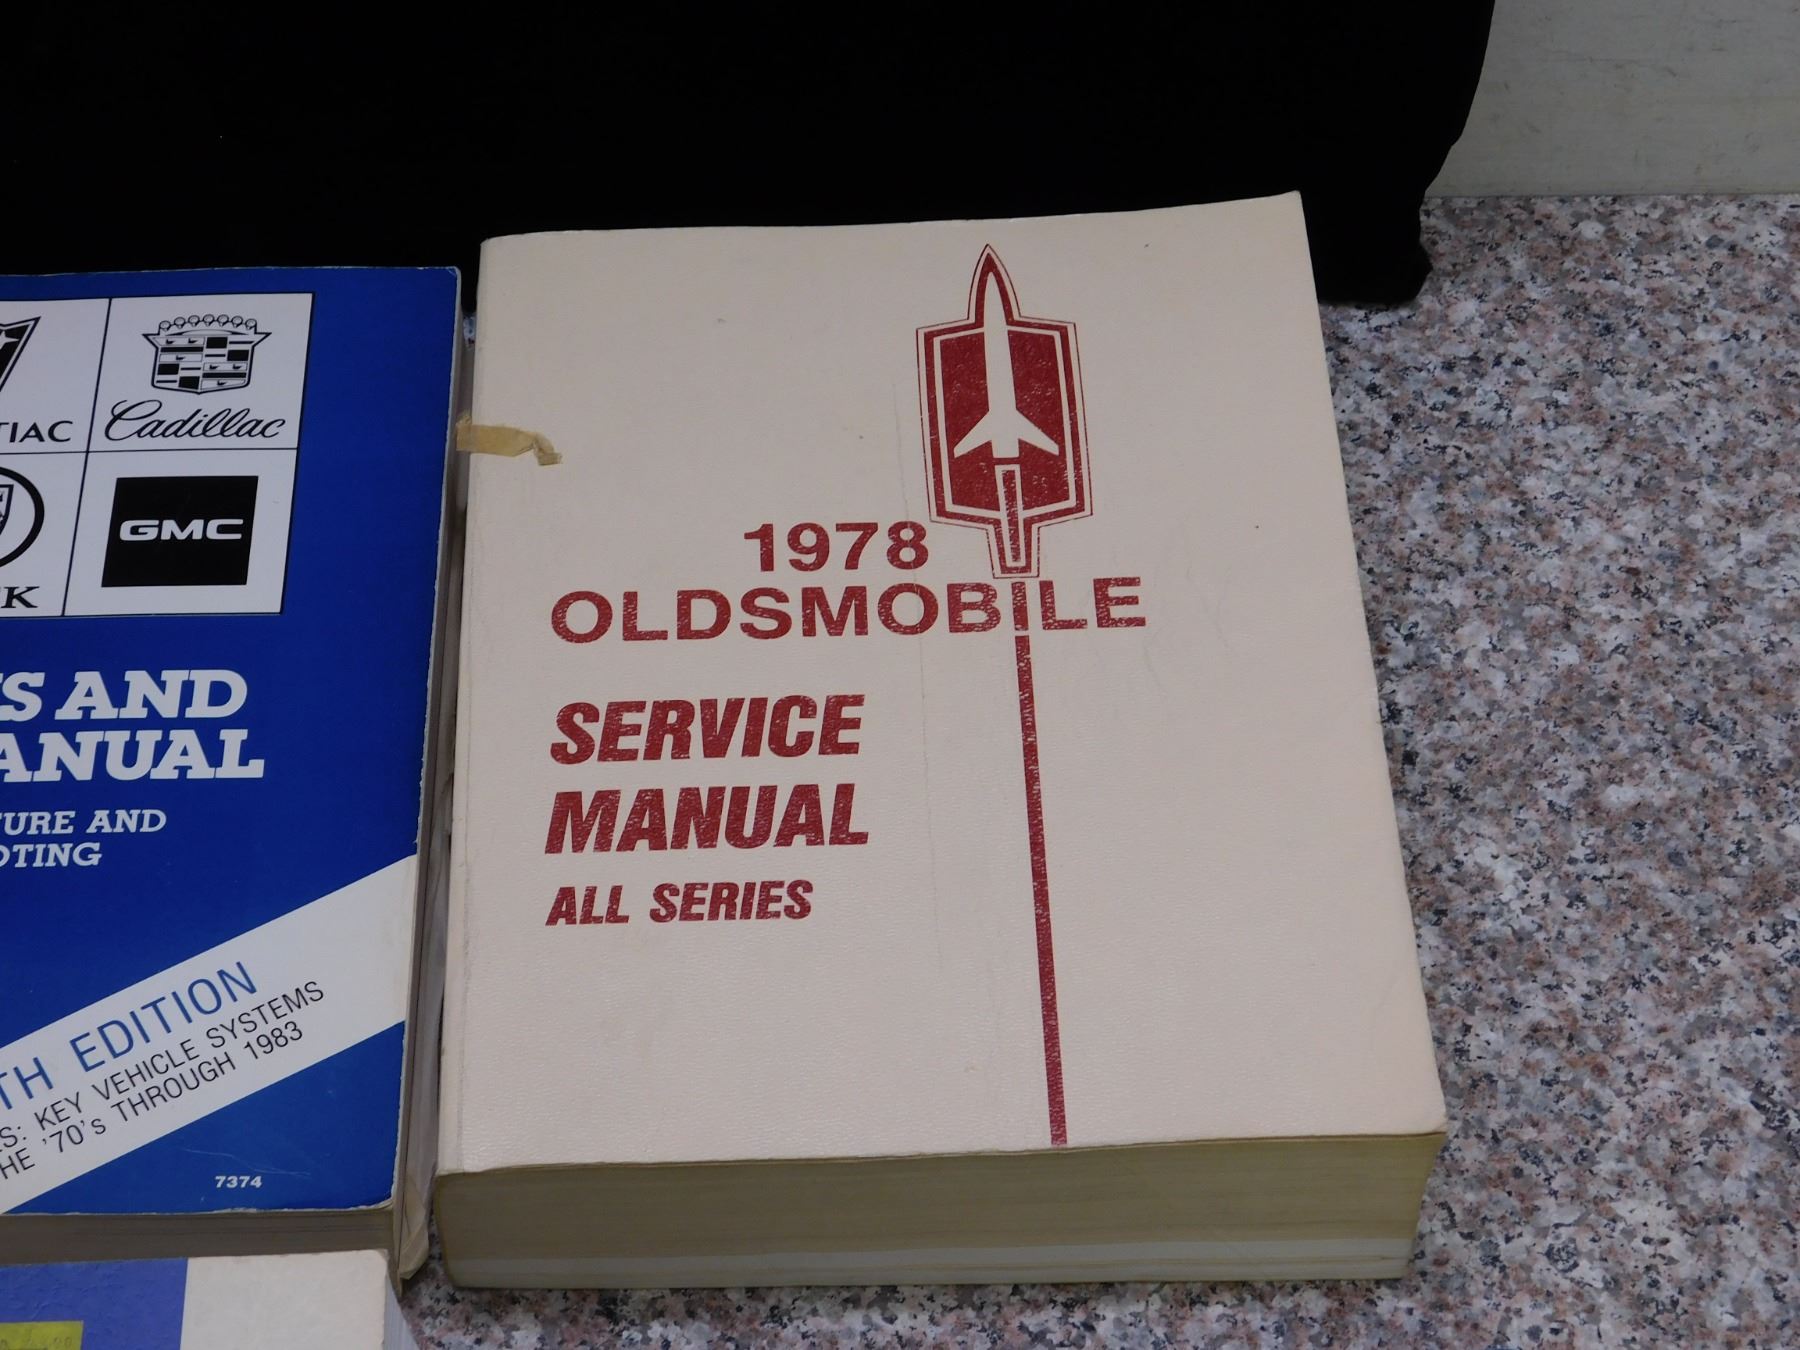 TIAC
Cadillac
GMC
K
S AND
ANUAL
TURE AND
OTING
TH EDITION
S: KEY VEHICLE SYSTEMS
HE '70's THROUGH 1983
7374
1978
OLDSMOBILE
SERVICE
MANUAL
ALL SERIES